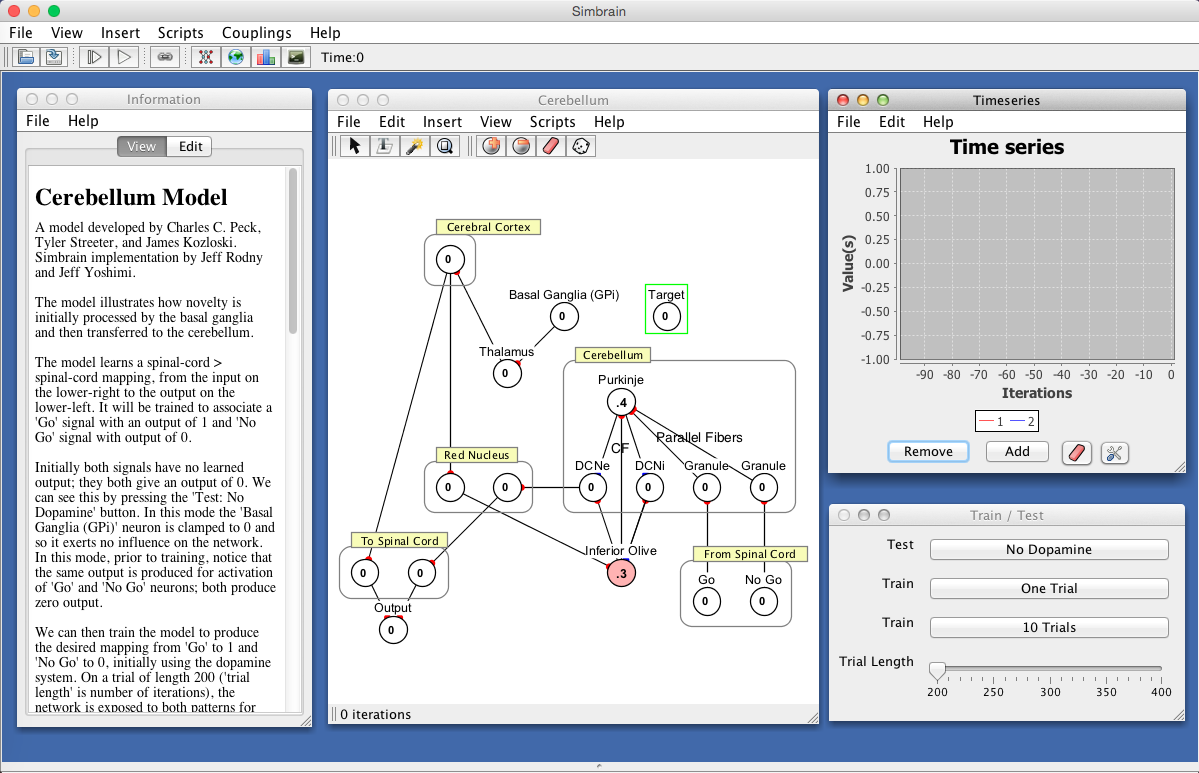 Simbrain
File View Insert Scripts Couplings Help
Time:0
Information
File Help
View Edit
Cerebellum Model
A model developed by Charles C. Peck,
Tyler Streeter, and James Kozloski.
Simbrain implementation by Jeff Rodny
and Jeff Yoshimi.
The model illustrates how novelty is
initially processed by the basal ganglia
and then transferred to the cerebellum.
The model learns a spinal-cord >
spinal-cord mapping, from the input on
the lower-right to the output on the
lower-left. It will be trained to associate a
'Go' signal with an output of 1 and 'No
Go' signal with output of 0.
Initially both signals have no learned
output; they both give an output of 0. We
can see this by pressing the 'Test: No
Dopamine' button. In this mode the 'Basal
Ganglia (GPi)' neuron is clamped to 0 and
so it exerts no influence on the network.
In this mode, prior to training, notice that
the same output is produced for activation
of 'Go' and 'No Go' neurons; both produce
zero output.
We can then train the model to produce
the desired mapping from 'Go' to 1 and
'No Go' to 0, initially using the dopamine
system. On a trial of length 200 ('trial
length' is number of iterations), the
network is exposed to both patterns for
Cerebellum
File Edit Insert View Scripts Help
Cerebral Cortex
0
Basal Ganglia (GPi)
0
Target
0
Thalamus
0
Cerebellum
Purkinje
.4
CF
Parallel Fibers
DCNe DCNi Granule Granule
0 0 0 0
Red Nucleus
0 0
To Spinal Cord
0 0
Output
0
Inferior Olive
.3
From Spinal Cord
Go No Go
0 0
0 iterations
Timeseries
File Edit Help
Time series
Value(s)
1.00
0.75
0.50
0.25
0.00
-0.25
-0.50
-0.75
-1.00
-90 -80 -70 -60 -50 -40 -30 -20 -10 0
Iterations
1 2
Remove Add
Train / Test
Test No Dopamine
Train One Trial
Train 10 Trials
Trial Length
200 250 300 350 400